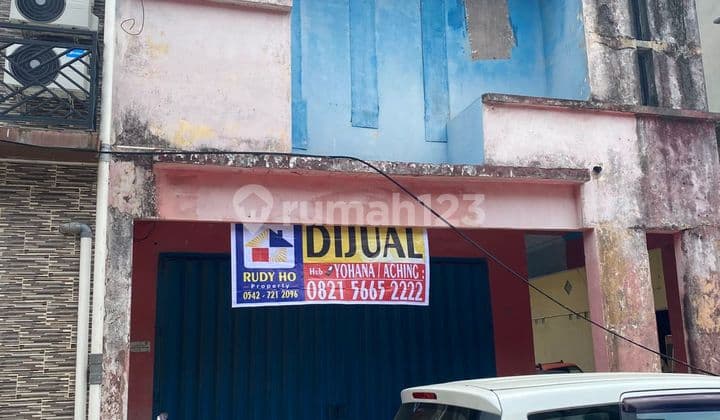 rumah123
DIJUAL
RUDY HO
Property
0542 - 721 2096
Hub YOHANA / ACHING :
0821 5665 2222